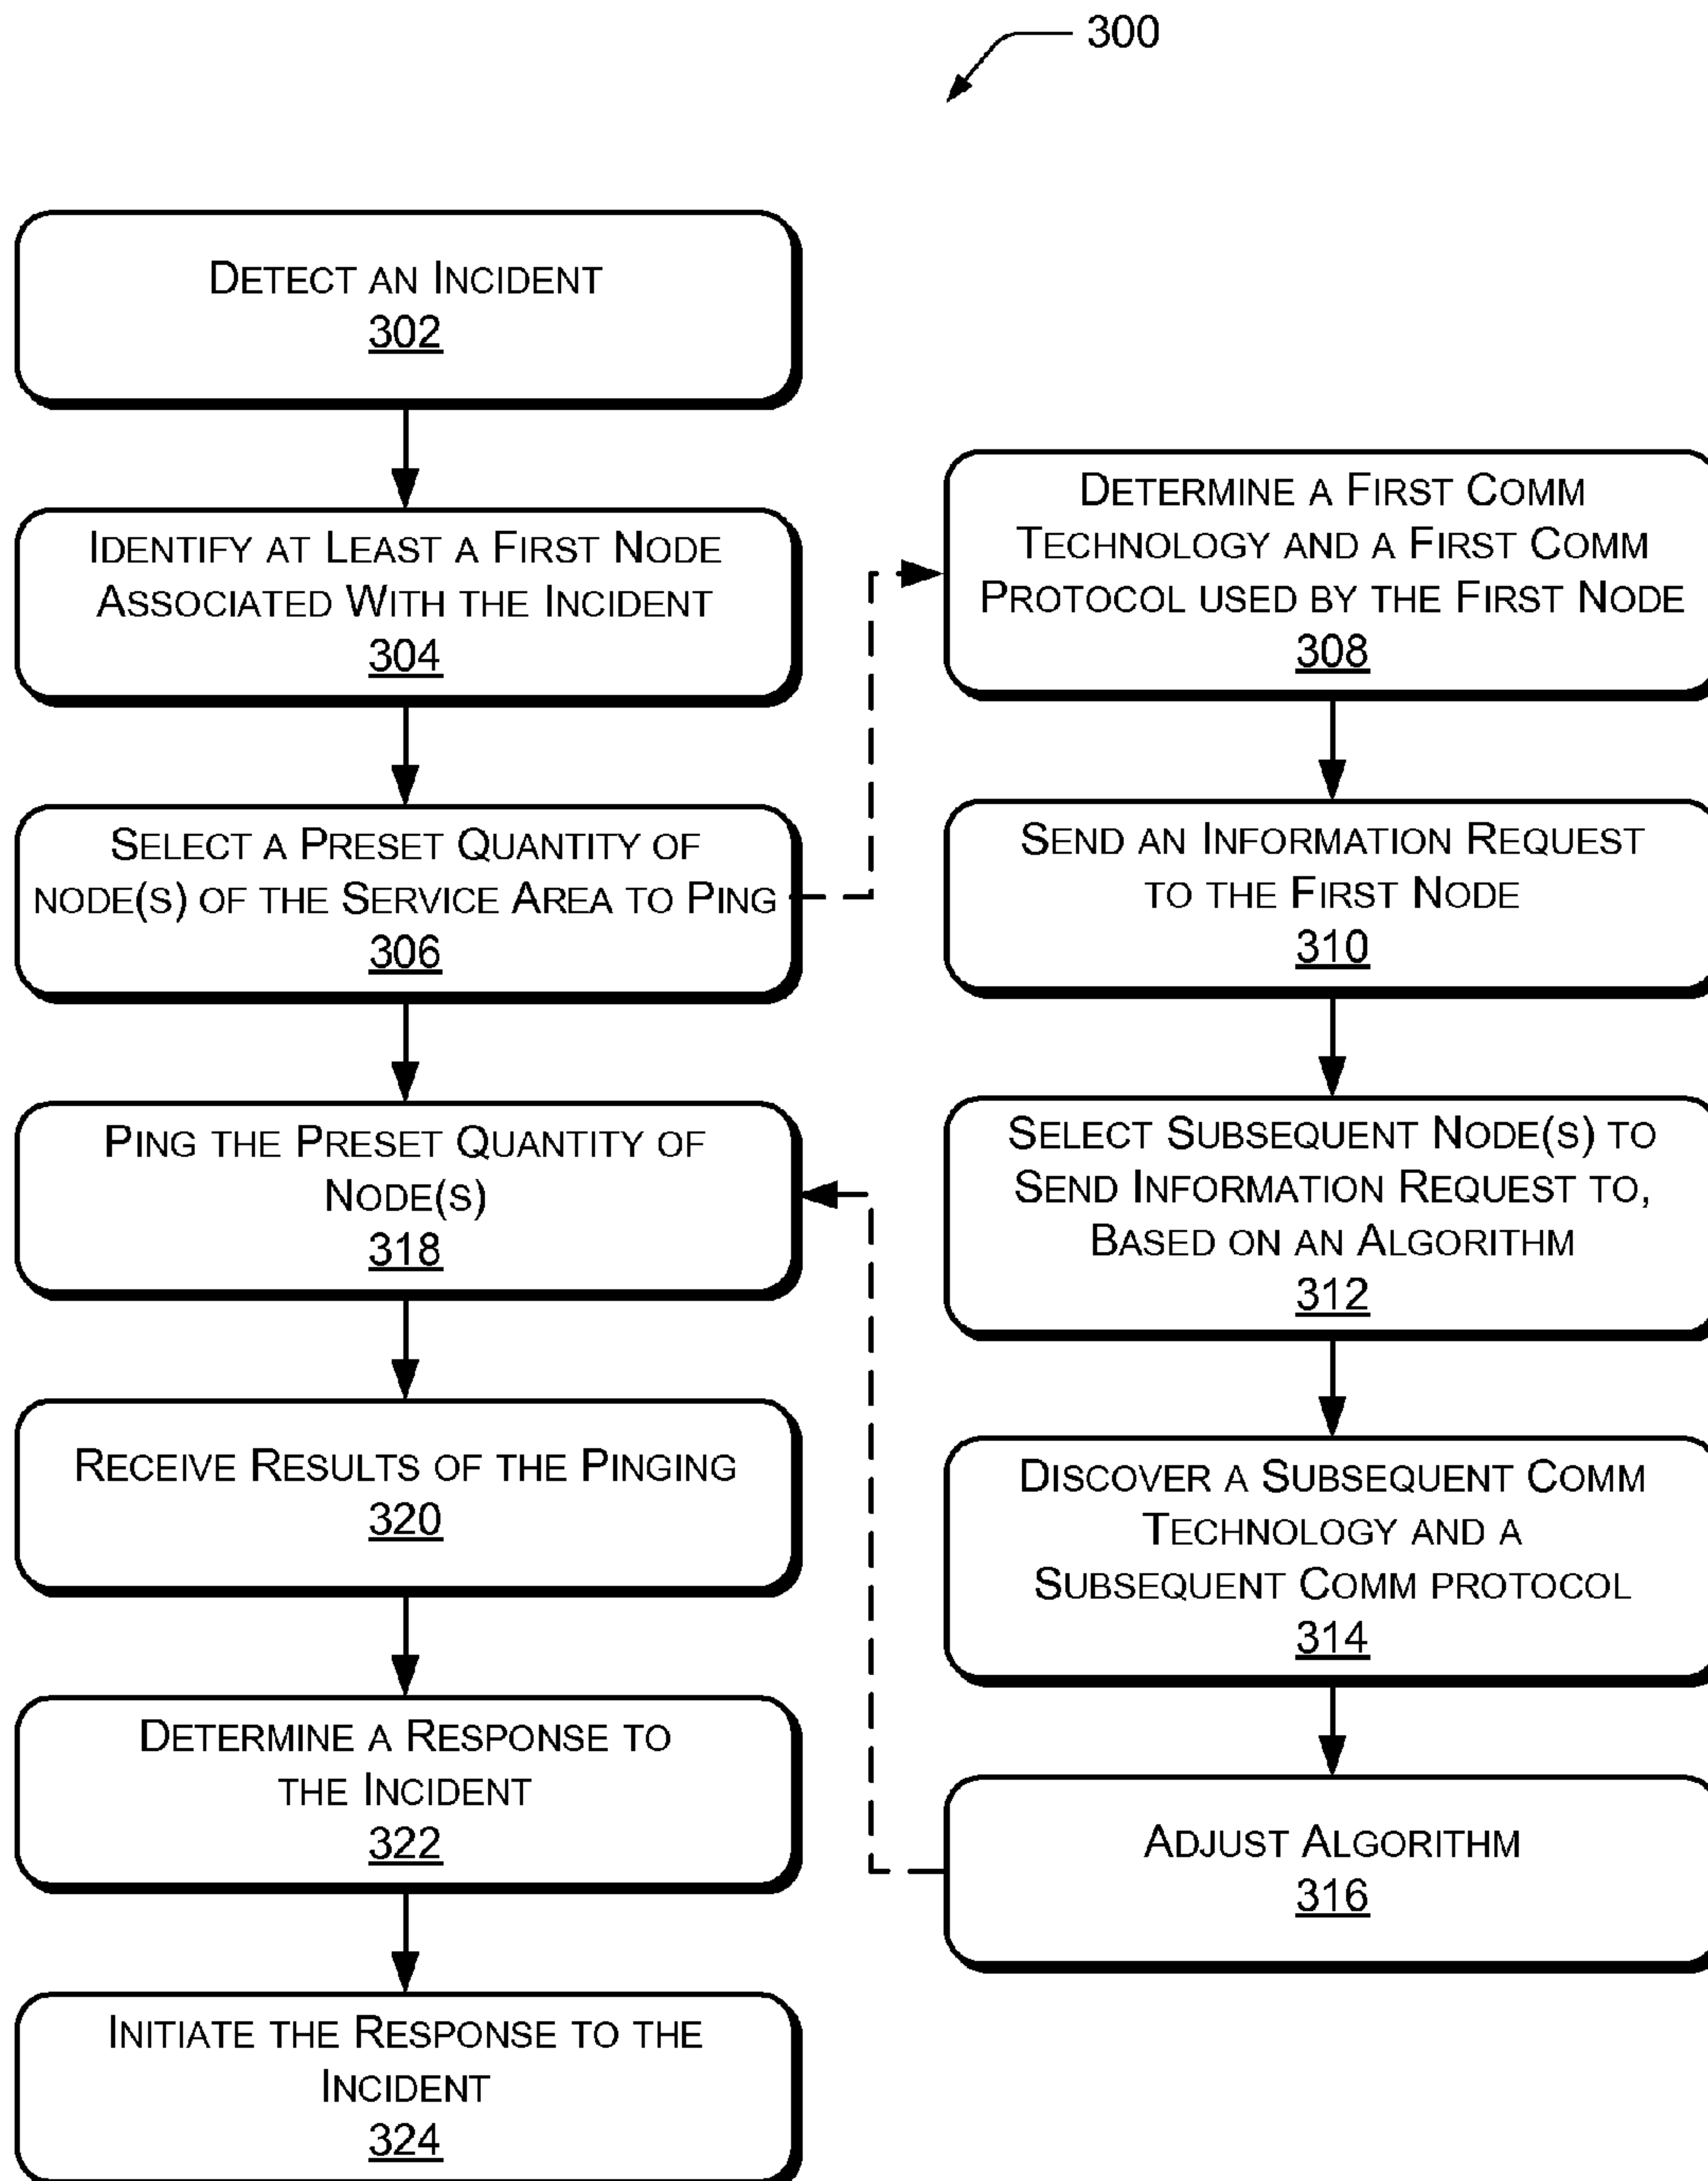 300
DETECT AN INCIDENT
302
IDENTIFY AT LEAST A FIRST NODE
ASSOCIATED WITH THE INCIDENT
304
SELECT A PRESET QUANTITY OF
NODE(S) OF THE SERVICE AREA TO PING
306
DETERMINE A FIRST COMM
TECHNOLOGY AND A FIRST COMM
PROTOCOL USED BY THE FIRST NODE
308
SEND AN INFORMATION REQUEST
TO THE FIRST NODE
310
SELECT SUBSEQUENT NODE(S) TO
SEND INFORMATION REQUEST TO,
BASED ON AN ALGORITHM
312
DISCOVER A SUBSEQUENT COMM
TECHNOLOGY AND A
SUBSEQUENT COMM PROTOCOL
314
ADJUST ALGORITHM
316
PING THE PRESET QUANTITY OF
NODE(S)
318
RECEIVE RESULTS OF THE PINGING
320
DETERMINE A RESPONSE TO
THE INCIDENT
322
INITIATE THE RESPONSE TO THE
INCIDENT
324